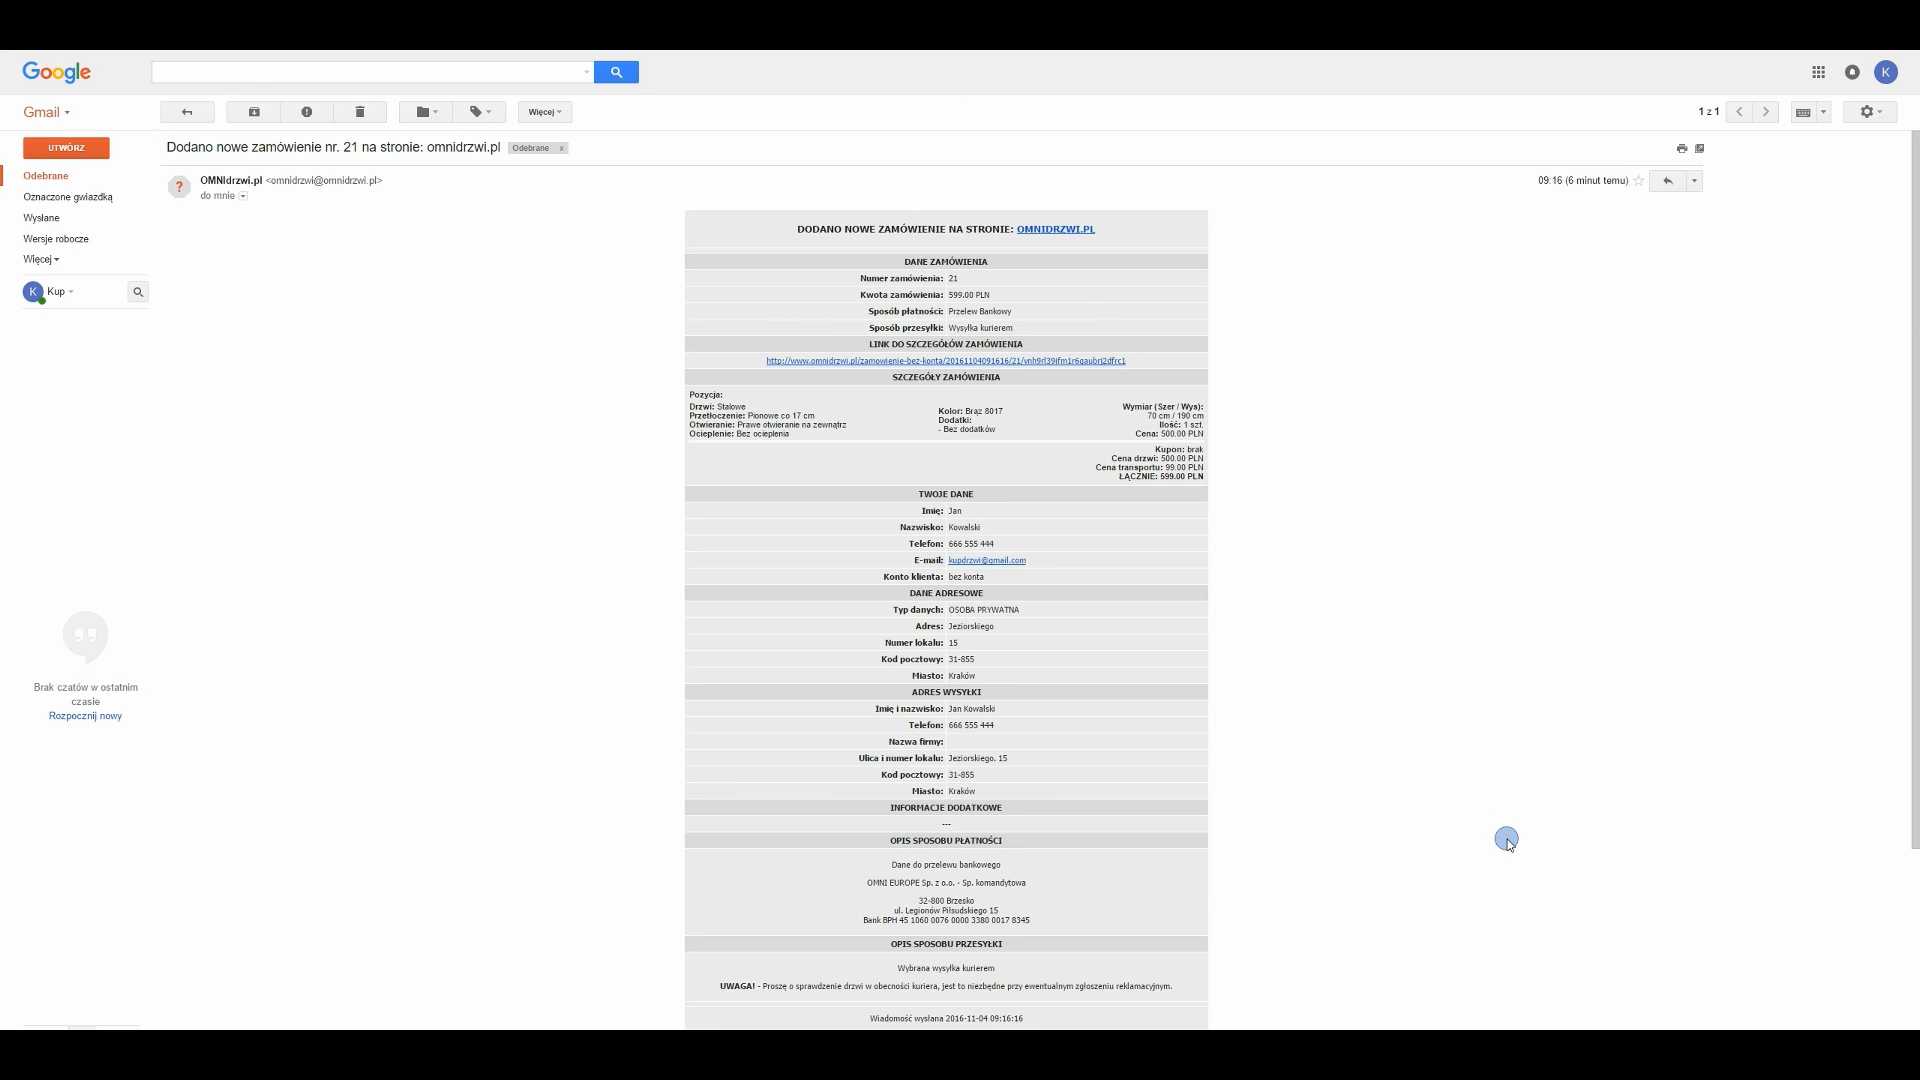 Google
K
Gmail
Więcej
1 z 1
UTWÓRZ
Dodano nowe zamówienie nr. 21 na stronie: omnidrzwi.pl
Odebrane x
Odebrane
Oznaczone gwiazdką
Wysłane
Wersje robocze
Więcej
K Kup
?
OMNIdrzwi.pl <omnidrzwi@omnidrzwi.pl>
do mnie
09:16 (6 minut temu)
DODANO NOWE ZAMÓWIENIE NA STRONIE: OMNIDRZWI.PL
DANE ZAMÓWIENIA
Numer zamówienia: 21
Kwota zamówienia: 599.00 PLN
Sposób płatności: Przelew Bankowy
Sposób przesyłki: Wysyłka kurierem
LINK DO SZCZEGÓŁÓW ZAMÓWIENIA
SZCZEGÓŁY ZAMÓWIENIA
Pozycja:
Drzwi: Stalowe
Przetłoczenie: Pionowe co 17 cm
Otwieranie: Prawe otwieranie na zewnątrz
Ocieplenie: Bez ocieplenia
Kolor: Brąz 8017
Dodatki:
- Bez dodatków
Wymiar (Szer / Wys):
70 cm / 190 cm
Ilość: 1 szt.
Cena: 500.00 PLN
Kupon: brak
Cena drzwi: 500.00 PLN
Cena transportu: 99.00 PLN
ŁĄCZNIE: 599.00 PLN
TWOJE DANE
Imię: Jan
Nazwisko: Kowalski
Telefon: 666 555 444
E-mail: kupdrzwi@gmail.com
Konto klienta: bez konta
DANE ADRESOWE
Typ danych: OSOBA PRYWATNA
Adres: Jeziorskiego
Numer lokalu: 15
Kod pocztowy: 31-855
Miasto: Kraków
ADRES WYSYŁKI
Imię i nazwisko: Jan Kowalski
Telefon: 666 555 444
Nazwa firmy:
Ulica i numer lokalu: Jeziorskiego. 15
Kod pocztowy: 31-855
Miasto: Kraków
INFORMACJE DODATKOWE
---
OPIS SPOSOBU PŁATNOŚCI
Dane do przelewu bankowego
OMNI EUROPE Sp. z o.o. - Sp. komandytowa
32-800 Brzesko
ul. Legionów Piłsudskiego 15
Bank BPH 45 1060 0076 0000 3380 0017 8345
OPIS SPOSOBU PRZESYŁKI
Wybrana wysyłka kurierem
UWAGA! - Proszę o sprawdzenie drzwi w obecności kuriera, jest to niezbędne przy ewentualnym zgłoszeniu reklamacyjnym.
Wiadomość wysłana 2016-11-04 09:16:16
Brak czatów w ostatnim
czasie
Rozpocznij nowy